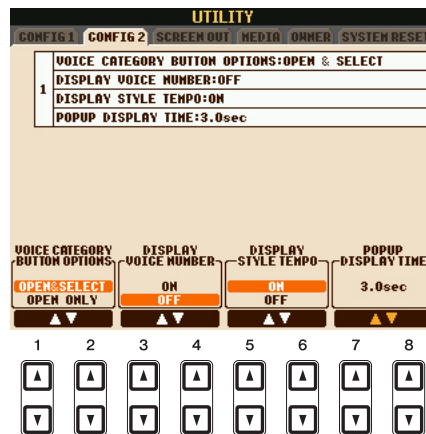 UTILITY
CONFIG 1 CONFIG 2 SCREEN OUT MEDIA OWNER SYSTEM RESET
1
VOICE CATEGORY BUTTON OPTIONS:OPEN & SELECT
DISPLAY VOICE NUMBER:OFF
DISPLAY STYLE TEMPO:ON
POPUP DISPLAY TIME:3.0sec
VOICE CATEGORY BUTTON OPTIONS
DISPLAY VOICE NUMBER
DISPLAY STYLE TEMPO
POPUP DISPLAY TIME
OPEN&SELECT ON ON 3.0sec
OPEN ONLY OFF OFF
1 2 3 4 5 6 7 8